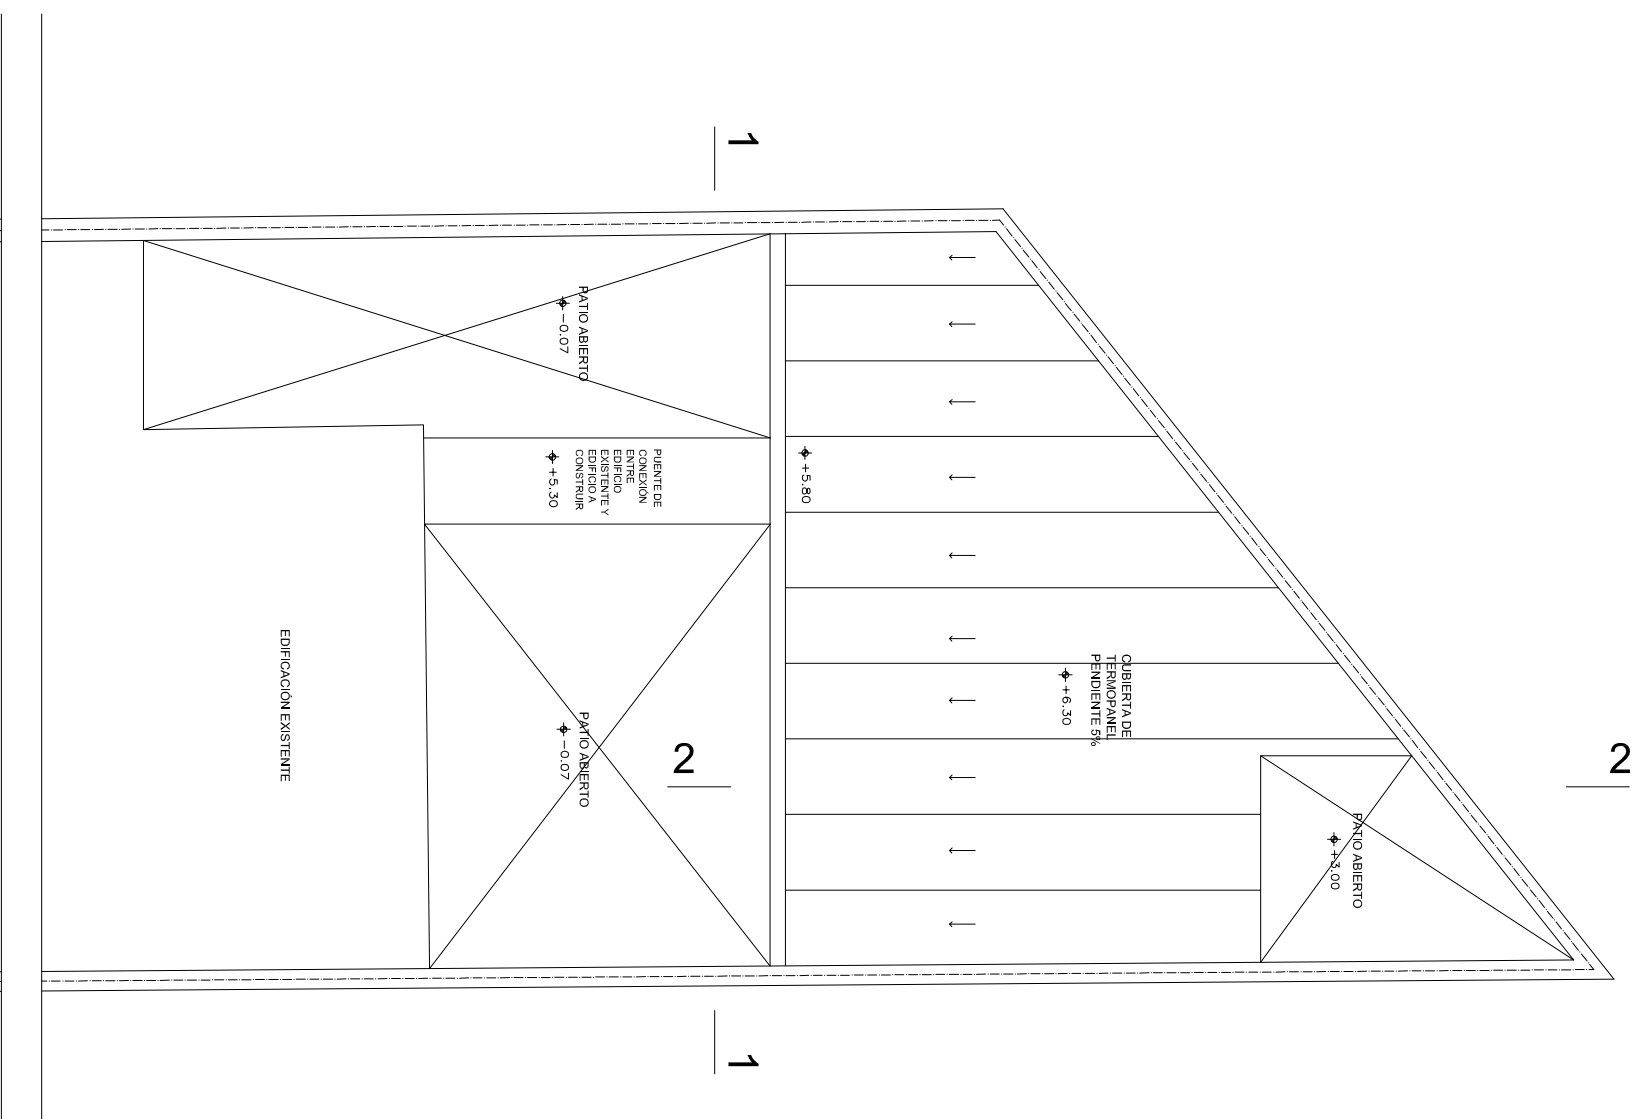 1
PATIO ABIERTO
-0.07
PUENTE DE
CONEXIÓN
ENTRE
EDIFICIO
EXISTENTE Y
EDIFICIO A
CONSTRUIR
+5.30
+5.80
EDIFICACIÓN EXISTENTE
PATIO ABIERTO
-0.07
2
CUBIERTA DE
TERMOPANEL
PENDIENTE 5%
+6.30
2
PATIO ABIERTO
+3.00
1